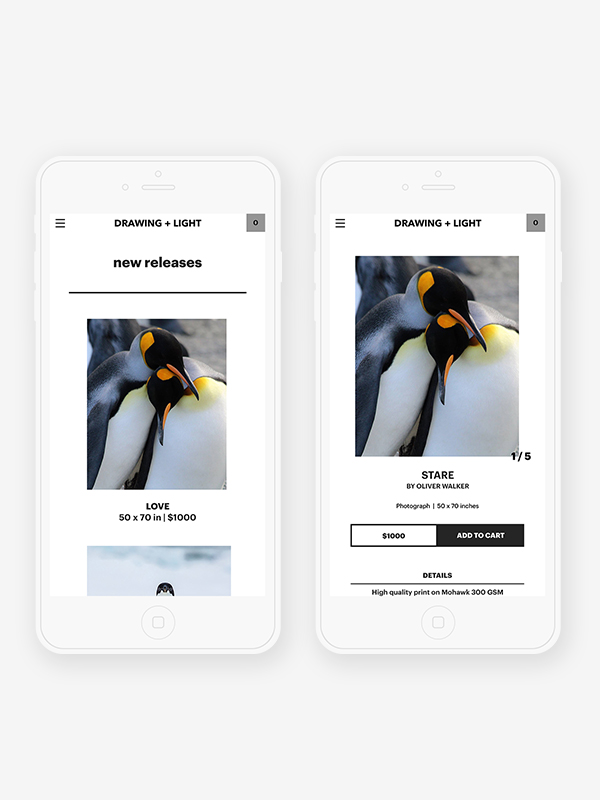 DRAWING + LIGHT
0
new releases
LOVE
50 x 70 in | $1000
DRAWING + LIGHT
0
1 / 5
STARE
BY OLIVER WALKER
Photograph | 50 x 70 inches
$1000
ADD TO CART
DETAILS
High quality print on Mohawk 300 GSM